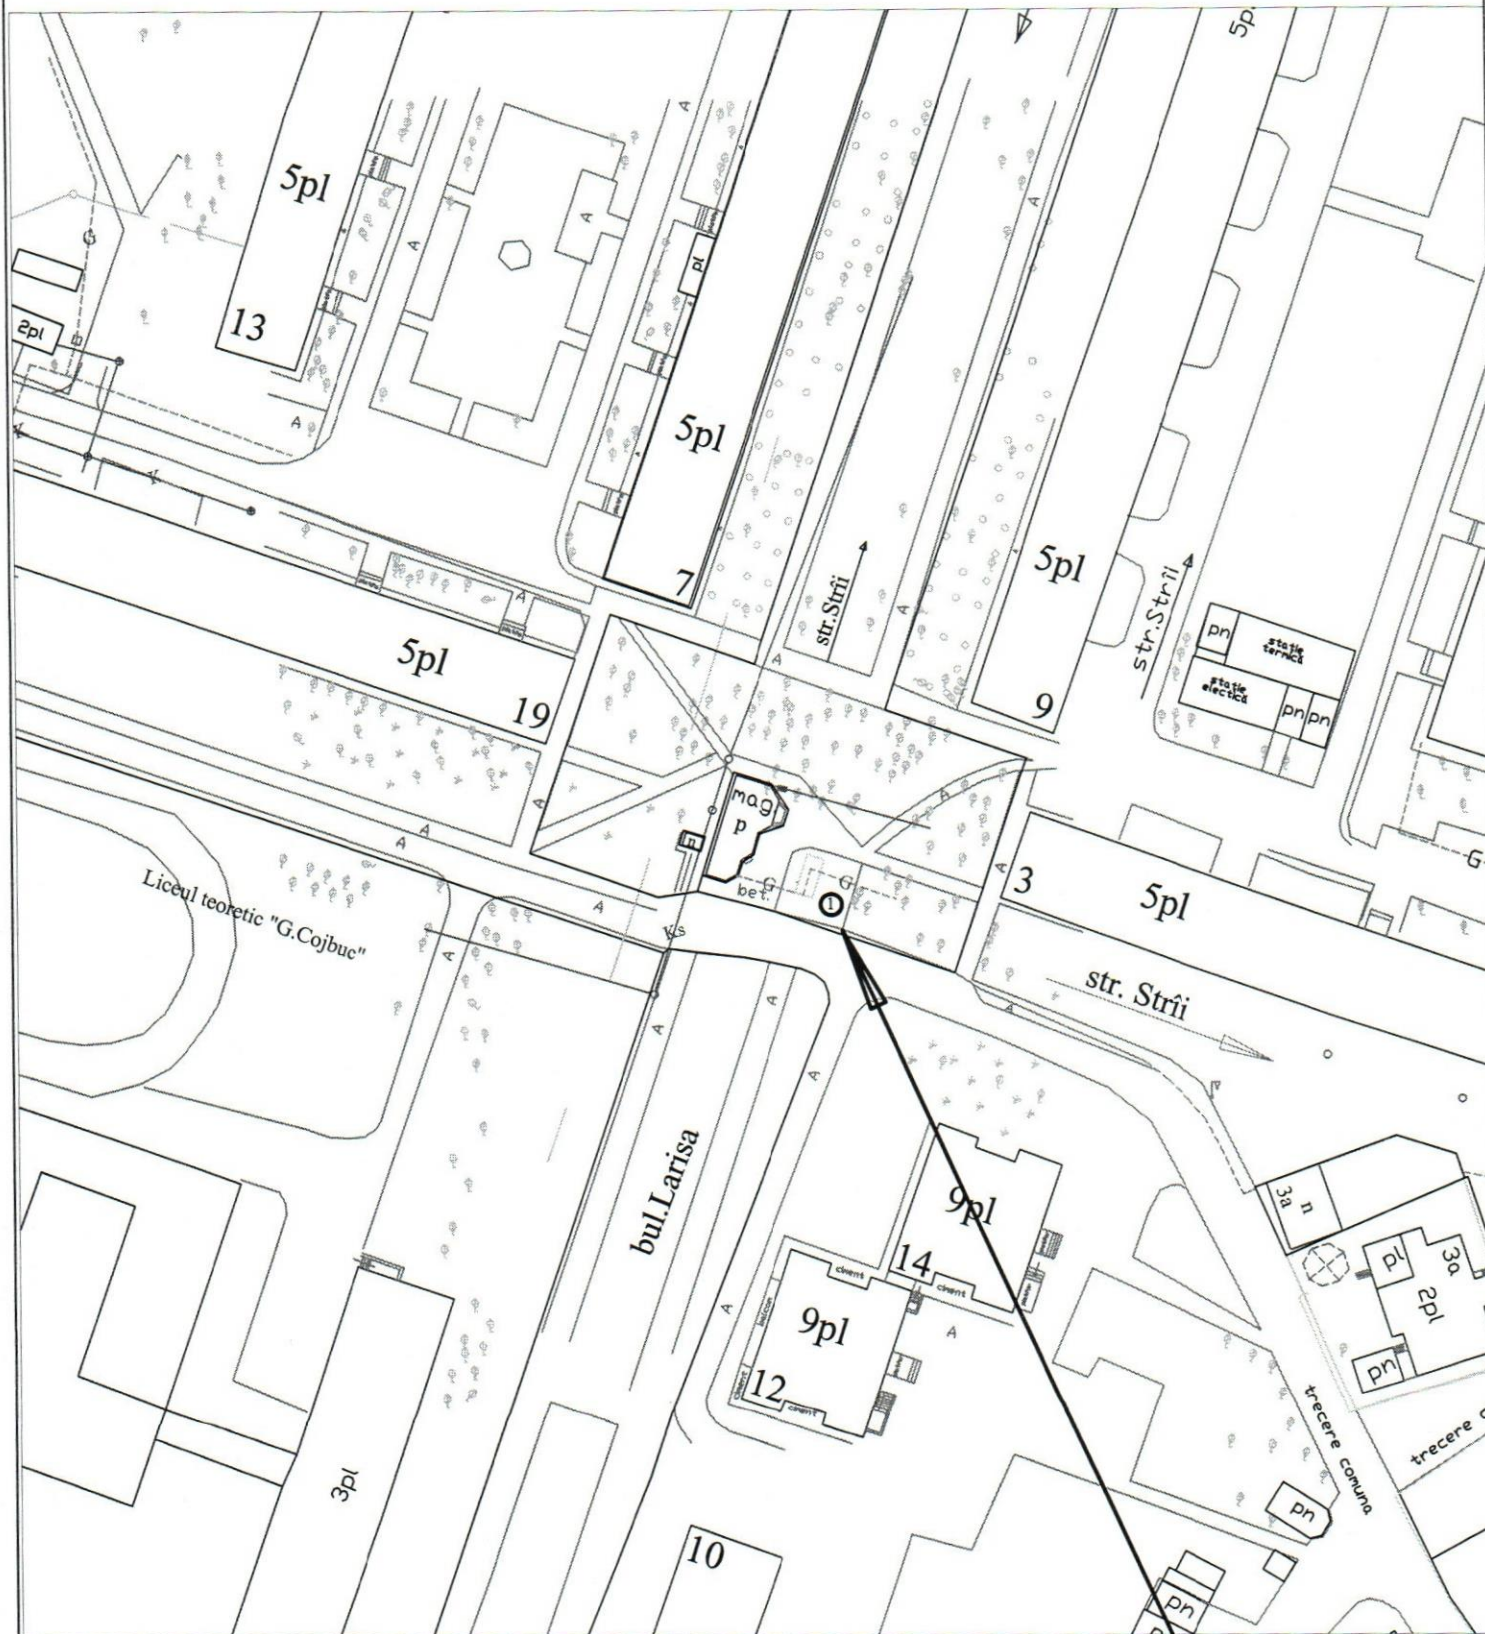 5p
5pl
A
A
A
A
A
pl
13
2pl
5pl
A
7
5pl
str.Strîi
str.Strîi
A
A
5pl
19
A
9
pn
stație
termică
stație
electică
pn
pn
A
A
A
A
mag
p
p
G
G
bet.
1
A
3
5pl
G
Liceul teoretic "G.Cojbuc"
A
Ks
A
A
A
str. Strîi
A
A
bul.Larisa
9pl
14
ciment
ciment
9pl
balcon
12
ciment
ciment
A
A
3a
n
pl
3a
2pl
pn
trecere comuna
trecere c
3pl
10
pn
pn